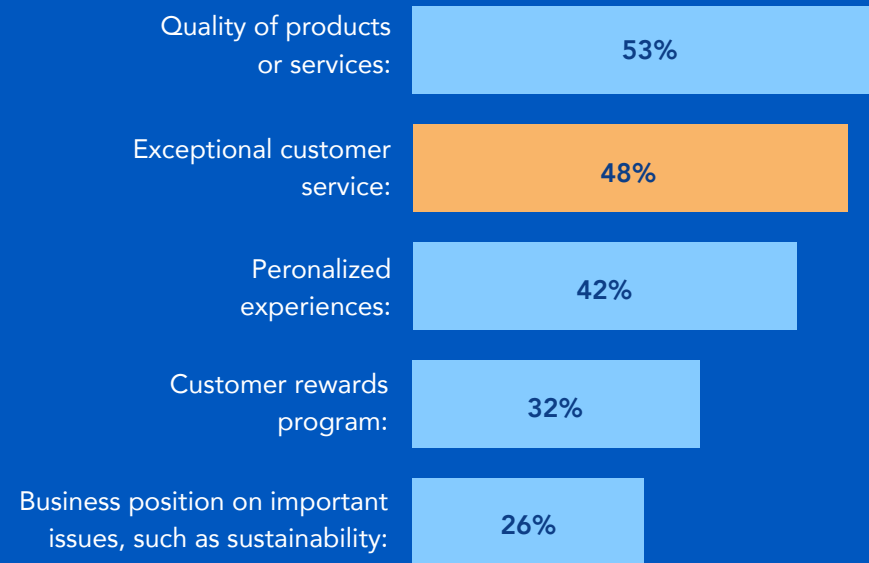 Quality of products
or services:
53%
Exceptional customer
service:
48%
Peronalized
experiences:
42%
Customer rewards
program:
32%
Business position on important
issues, such as sustainability:
26%